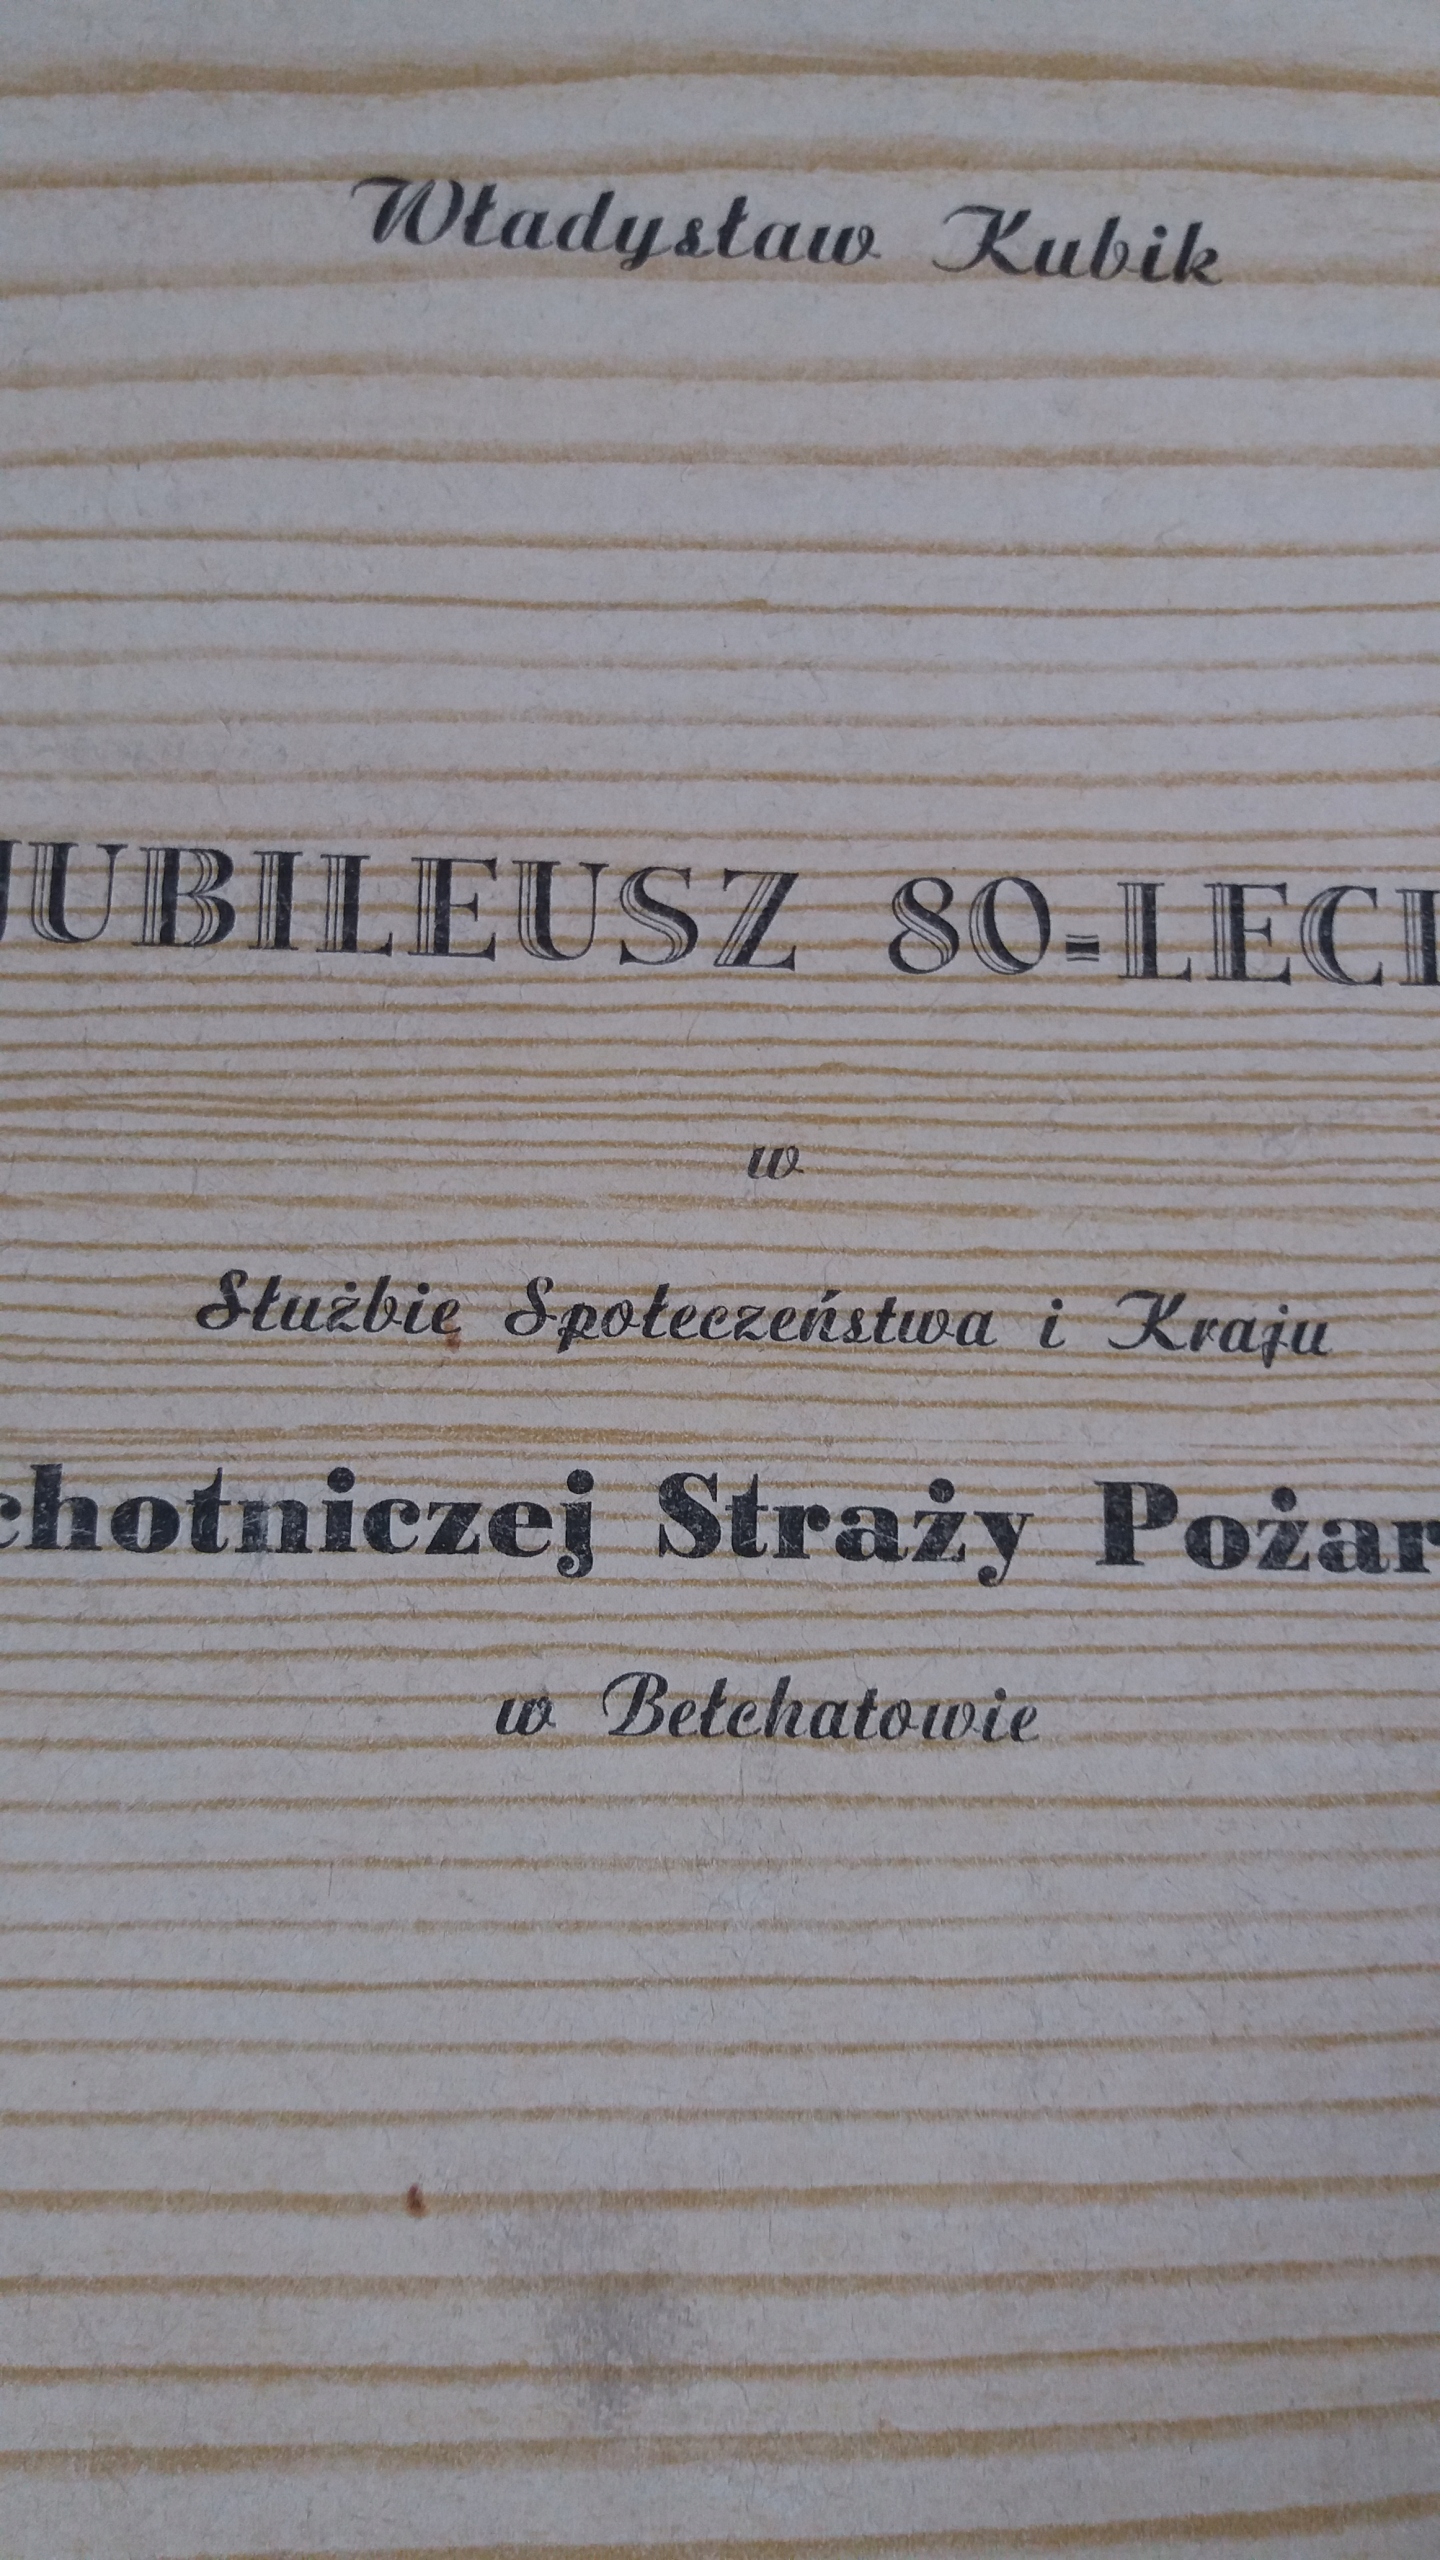 Władysław Kubik
JUBILEUSZ 80-LECI
w
Służbie Społeczeństwa i Kraju
chotniczej Straży Pożar
w Bełchatowie